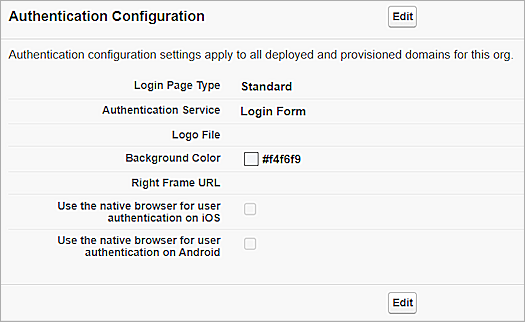 Authentication Configuration Edit
Authentication configuration settings apply to all deployed and provisioned domains for this org.
Login Page Type Standard
Authentication Service Login Form
Logo File
Background Color #f4f6f9
Right Frame URL
Use the native browser for user
authentication on iOS
Use the native browser for user
authentication on Android
Edit